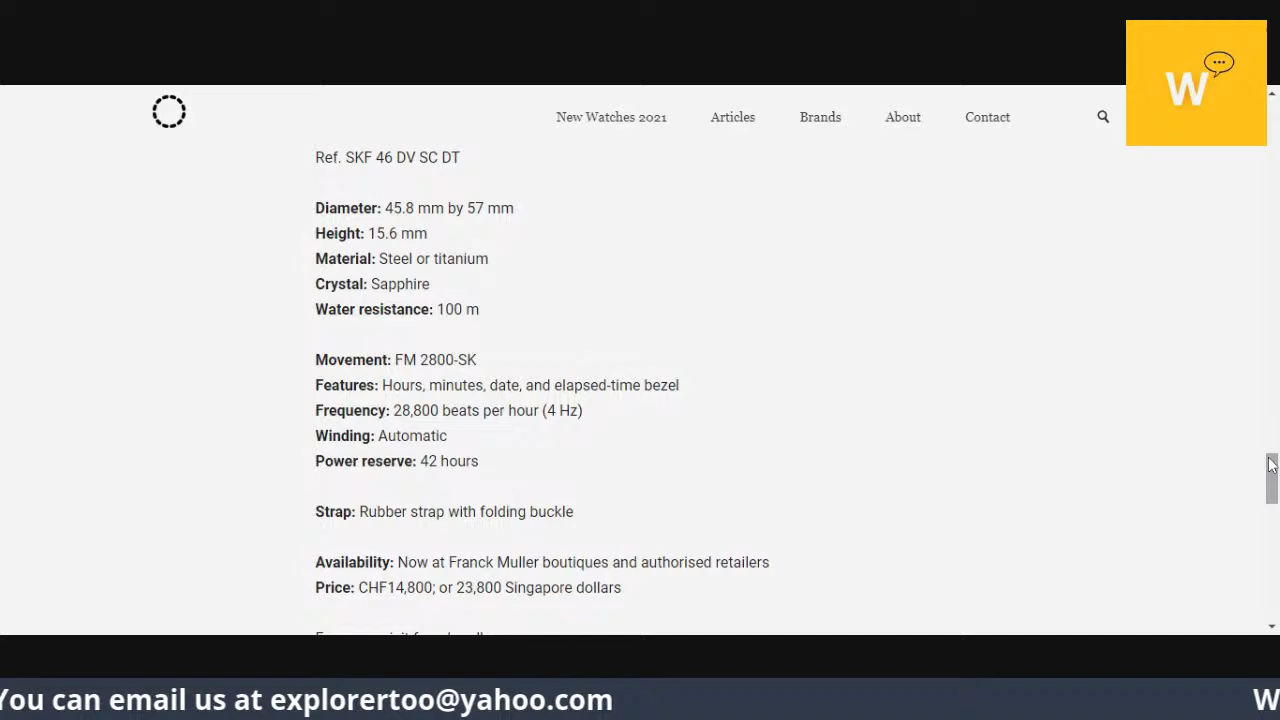 W
New Watches 2021 Articles Brands About Contact
Ref. SKF 46 DV SC DT
Diameter: 45.8 mm by 57 mm
Height: 15.6 mm
Material: Steel or titanium
Crystal: Sapphire
Water resistance: 100 m
Movement: FM 2800-SK
Features: Hours, minutes, date, and elapsed-time bezel
Frequency: 28,800 beats per hour (4 Hz)
Winding: Automatic
Power reserve: 42 hours
Strap: Rubber strap with folding buckle
Availability: Now at Franck Muller boutiques and authorised retailers
Price: CHF14,800; or 23,800 Singapore dollars
You can email us at explorertoo@yahoo.com W